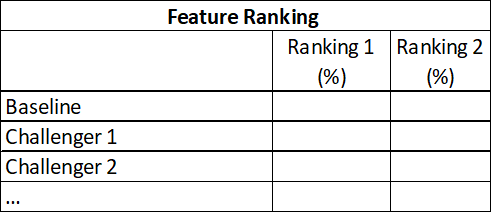 Feature Ranking
Ranking 1 Ranking 2
(%) (%)
Baseline
Challenger 1
Challenger 2
...